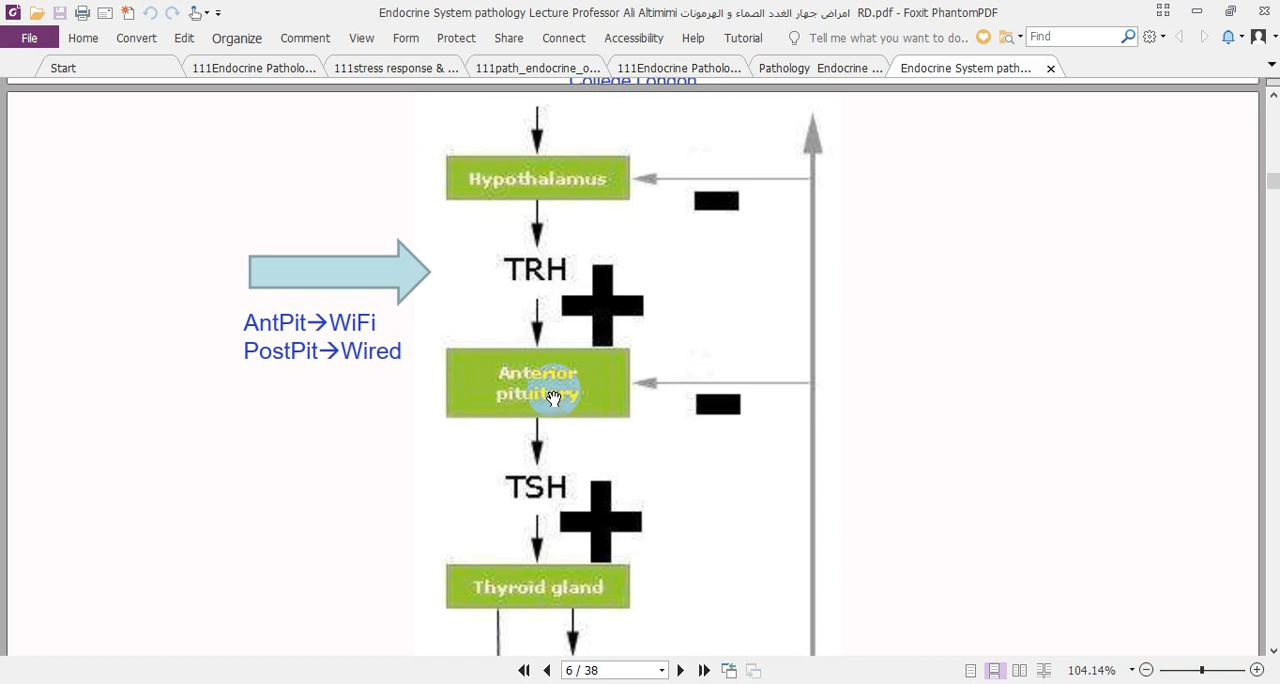 Endocrine System pathology Lecture Professor Ali Altimimi امراض جهار الغدد الصماء و الهرمونات RD.pdf - Foxit PhantomPDF
File Home Convert Edit Organize Comment View Form Protect Share Connect Accessibility Help Tutorial Tell me what you want to do.. Find
Start 111Endocrine Patholo... 111stress response & ... 111path_endocrine_o... 111Endocrine Patholo... Pathology Endocrine ... Endocrine System path...
College London
Hypothalamus
TRH
AntPit→WiFi
PostPit→Wired
Anterior
pituitary
TSH
Thyroid gland
6 / 38 104.14%